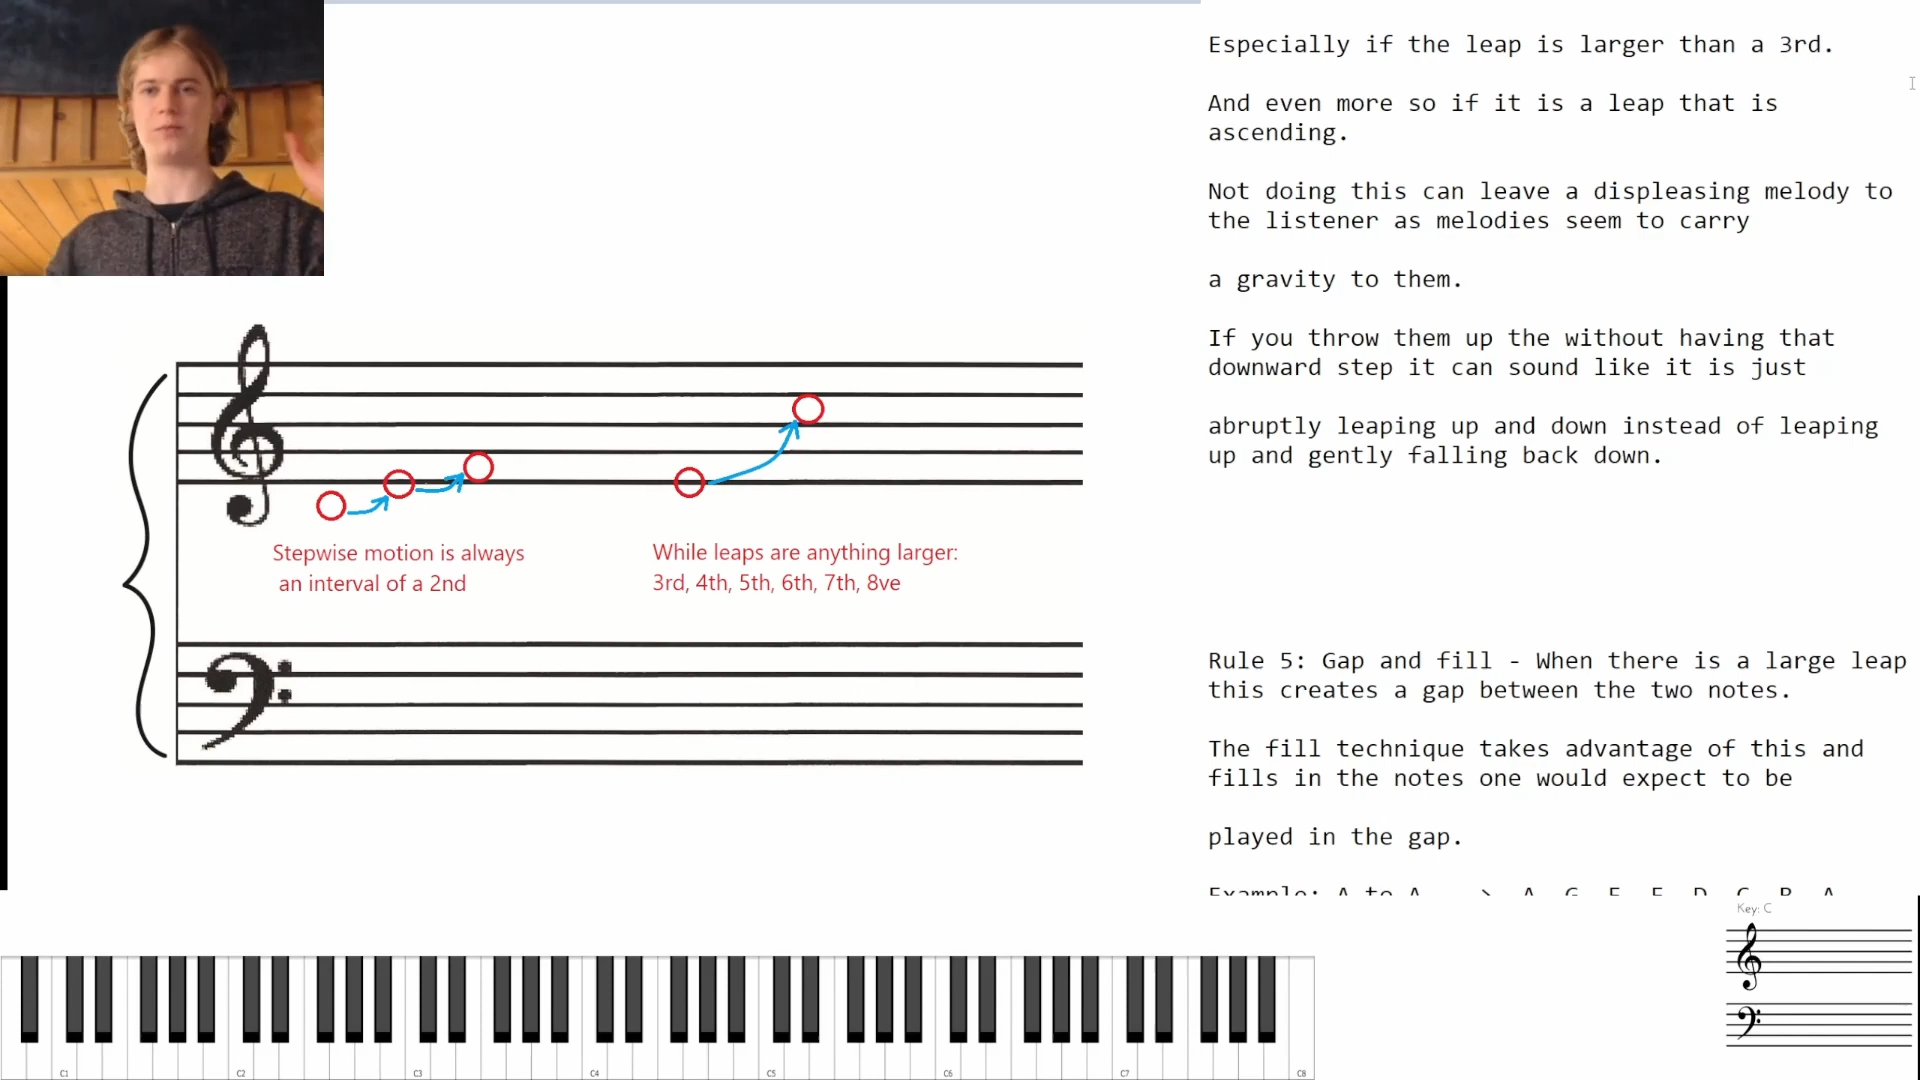 Especially if the leap is larger than a 3rd.
And even more so if it is a leap that is
ascending.
Not doing this can leave a displeasing melody to
the listener as melodies seem to carry
a gravity to them.
If you throw them up the without having that
downward step it can sound like it is just
abruptly leaping up and down instead of leaping
up and gently falling back down.
Stepwise motion is always
an interval of a 2nd
While leaps are anything larger:
3rd, 4th, 5th, 6th, 7th, 8ve
Rule 5: Gap and fill - When there is a large leap
this creates a gap between the two notes.
The fill technique takes advantage of this and
fills in the notes one would expect to be
played in the gap.
Example: A to A
Key: C
C1 C2 C3 C4 C5 C6 C7 C8